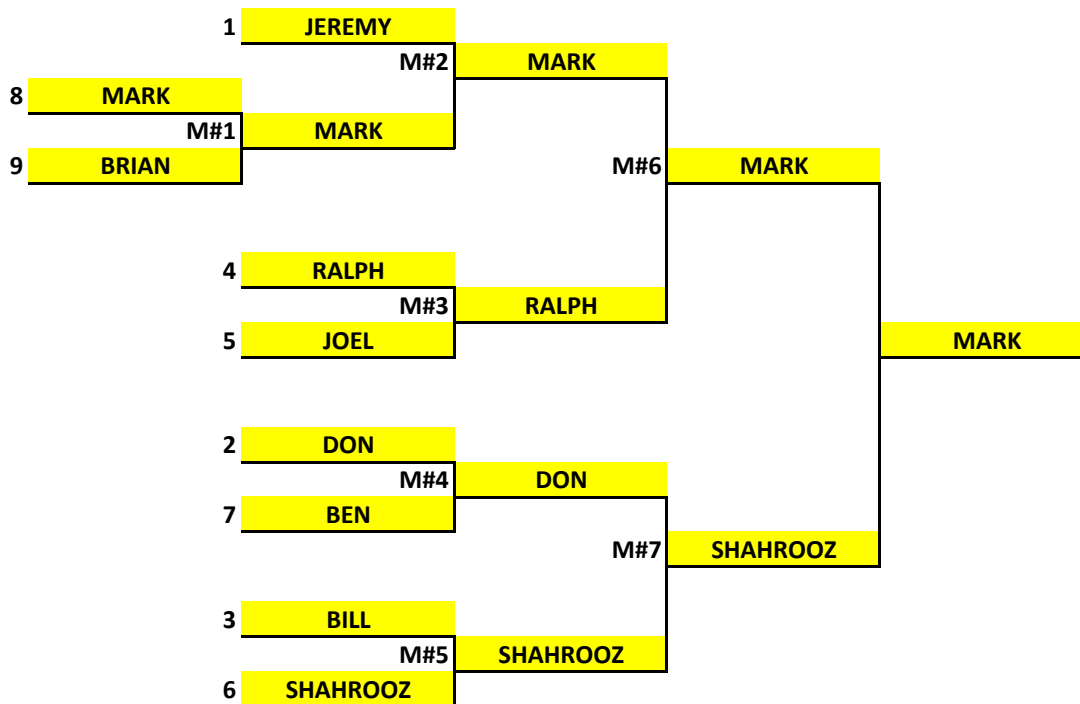 1 JEREMY
M#2 MARK
8 MARK
M#1 MARK
9 BRIAN
M#6 MARK
4 RALPH
M#3 RALPH
5 JOEL
MARK
2 DON
M#4 DON
7 BEN
M#7 SHAHROOZ
3 BILL
M#5 SHAHROOZ
6 SHAHROOZ